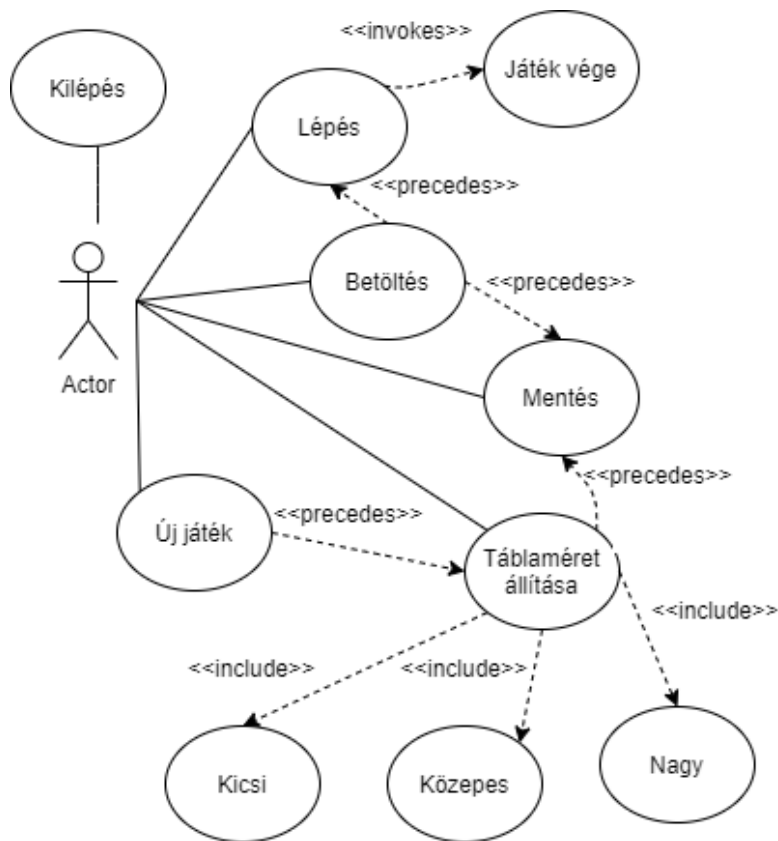 <<invokes>>
Kilépés
Játék vége
Lépés
<<precedes>>
Betöltés
<<precedes>>
Actor
Mentés
<<precedes>>
<<precedes>>
Új játék
Táblaméret
állítása
<<include>>
<<include>>
<<include>>
Kicsi
Közepes
Nagy